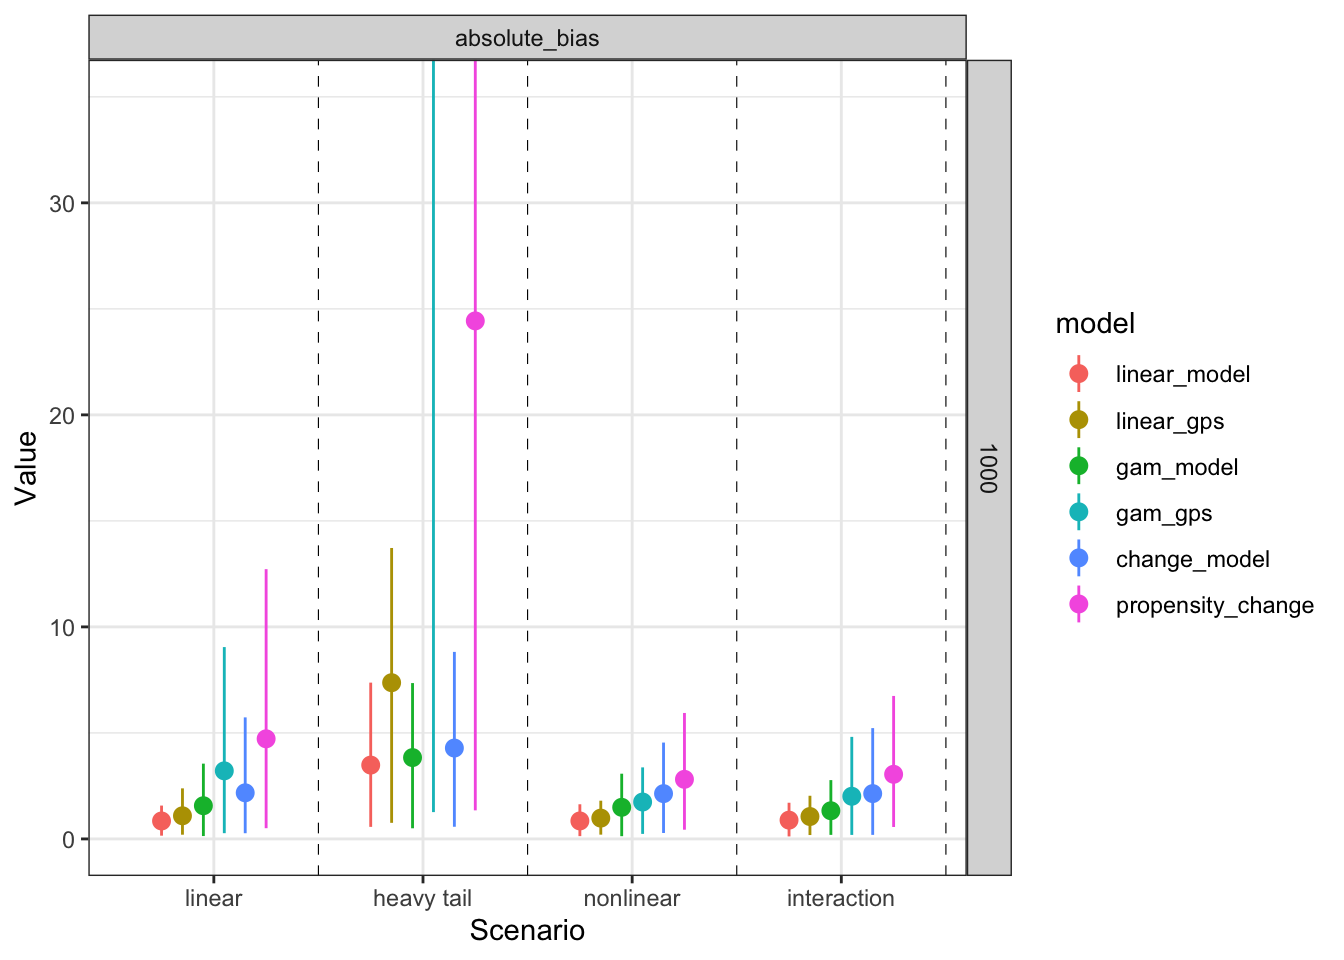 absolute_bias
30
20
10
0
Value
1000
linear
heavy tail
nonlinear
interaction
Scenario
model
linear_model
linear_gps
gam_model
gam_gps
change_model
propensity_change